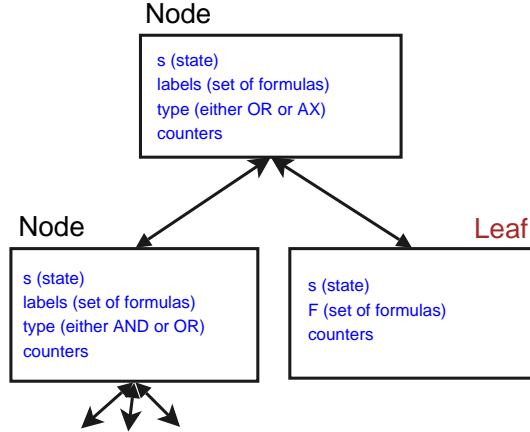 Node
s (state)
labels (set of formulas)
type (either OR or AX)
counters
Node
s (state)
labels (set of formulas)
type (either AND or OR)
counters
Leaf
s (state)
F (set of formulas)
counters